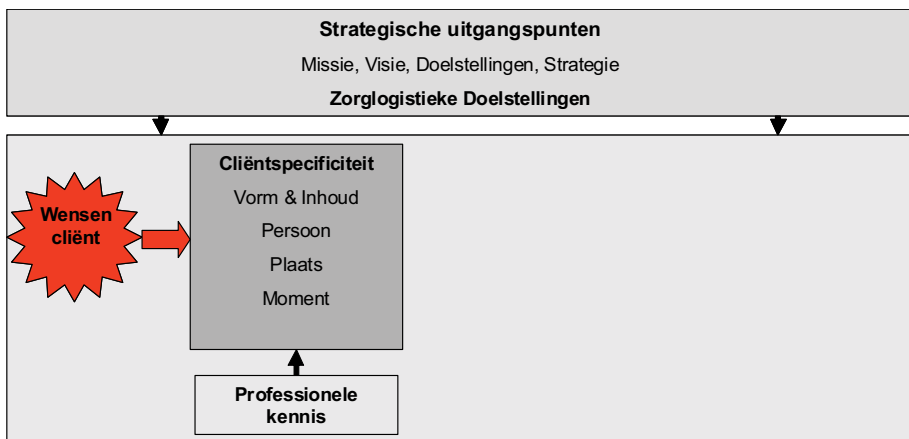 Strategische uitgangspunten
Missie, Visie, Doelstellingen, Strategie
Zorglogistieke Doelstellingen
Cliëntspecificiteit
Vorm & Inhoud
Persoon
Plaats
Moment
Wensen
cliënt
Professionele
kennis